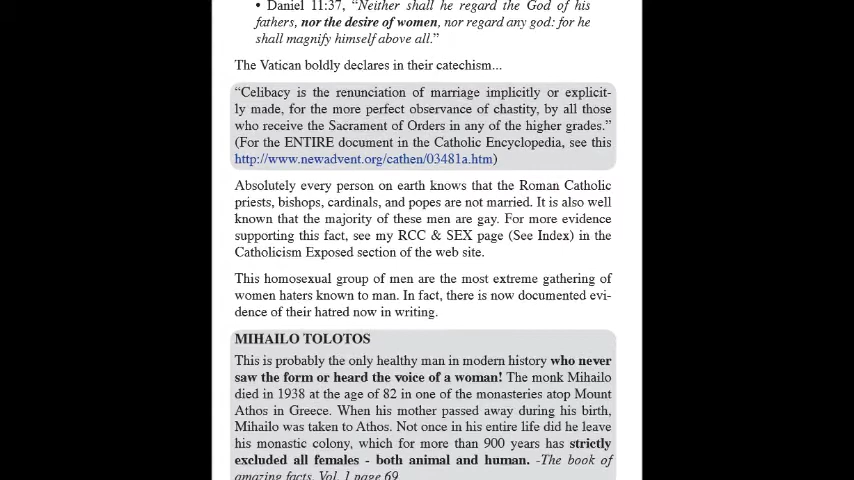 • Daniel 11:37, “Neither shall he regard the God of his
fathers, nor the desire of women, nor regard any god: for he
shall magnify himself above all.”
The Vatican boldly declares in their catechism...
“Celibacy is the renunciation of marriage implicitly or explicit-
ly made, for the more perfect observance of chastity, by all those
who receive the Sacrament of Orders in any of the higher grades.”
(For the ENTIRE document in the Catholic Encyclopedia, see this
http://www.newadvent.org/cathen/03481a.htm)
Absolutely every person on earth knows that the Roman Catholic
priests, bishops, cardinals, and popes are not married. It is also well
known that the majority of these men are gay. For more evidence
supporting this fact, see my RCC & SEX page (See Index) in the
Catholicism Exposed section of the web site.
This homosexual group of men are the most extreme gathering of
women haters known to man. In fact, there is now documented evi-
dence of their hatred now in writing.
MIHAILO TOLOTOS
This is probably the only healthy man in modern history who never
saw the form or heard the voice of a woman! The monk Mihailo
died in 1938 at the age of 82 in one of the monasteries atop Mount
Athos in Greece. When his mother passed away during his birth,
Mihailo was taken to Athos. Not once in his entire life did he leave
his monastic colony, which for more than 900 years has strictly
excluded all females - both animal and human. -The book of
amazing facts, Vol. 1 page 69